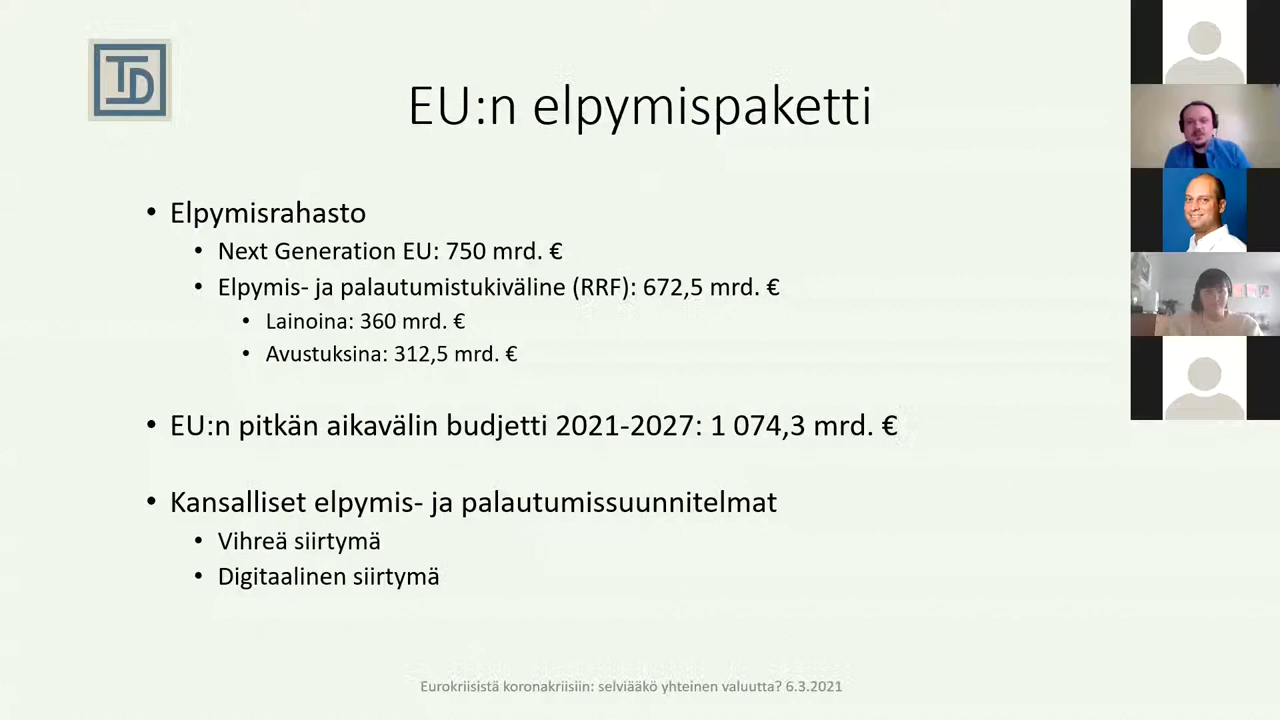 TD
EU:n elpymispaketti
• Elpymisrahasto
• Next Generation EU: 750 mrd. €
• Elpymis- ja palautumistukiväline (RRF): 672,5 mrd. €
• Lainoina: 360 mrd. €
• Avustuksina: 312,5 mrd. €
• EU:n pitkän aikavälin budjetti 2021-2027: 1 074,3 mrd. €
• Kansalliset elpymis- ja palautumissuunnitelmat
• Vihreä siirtymä
• Digitaalinen siirtymä
Eurokriisistä koronakriisiin: selviääkö yhteinen valuutta? 6.3.2021